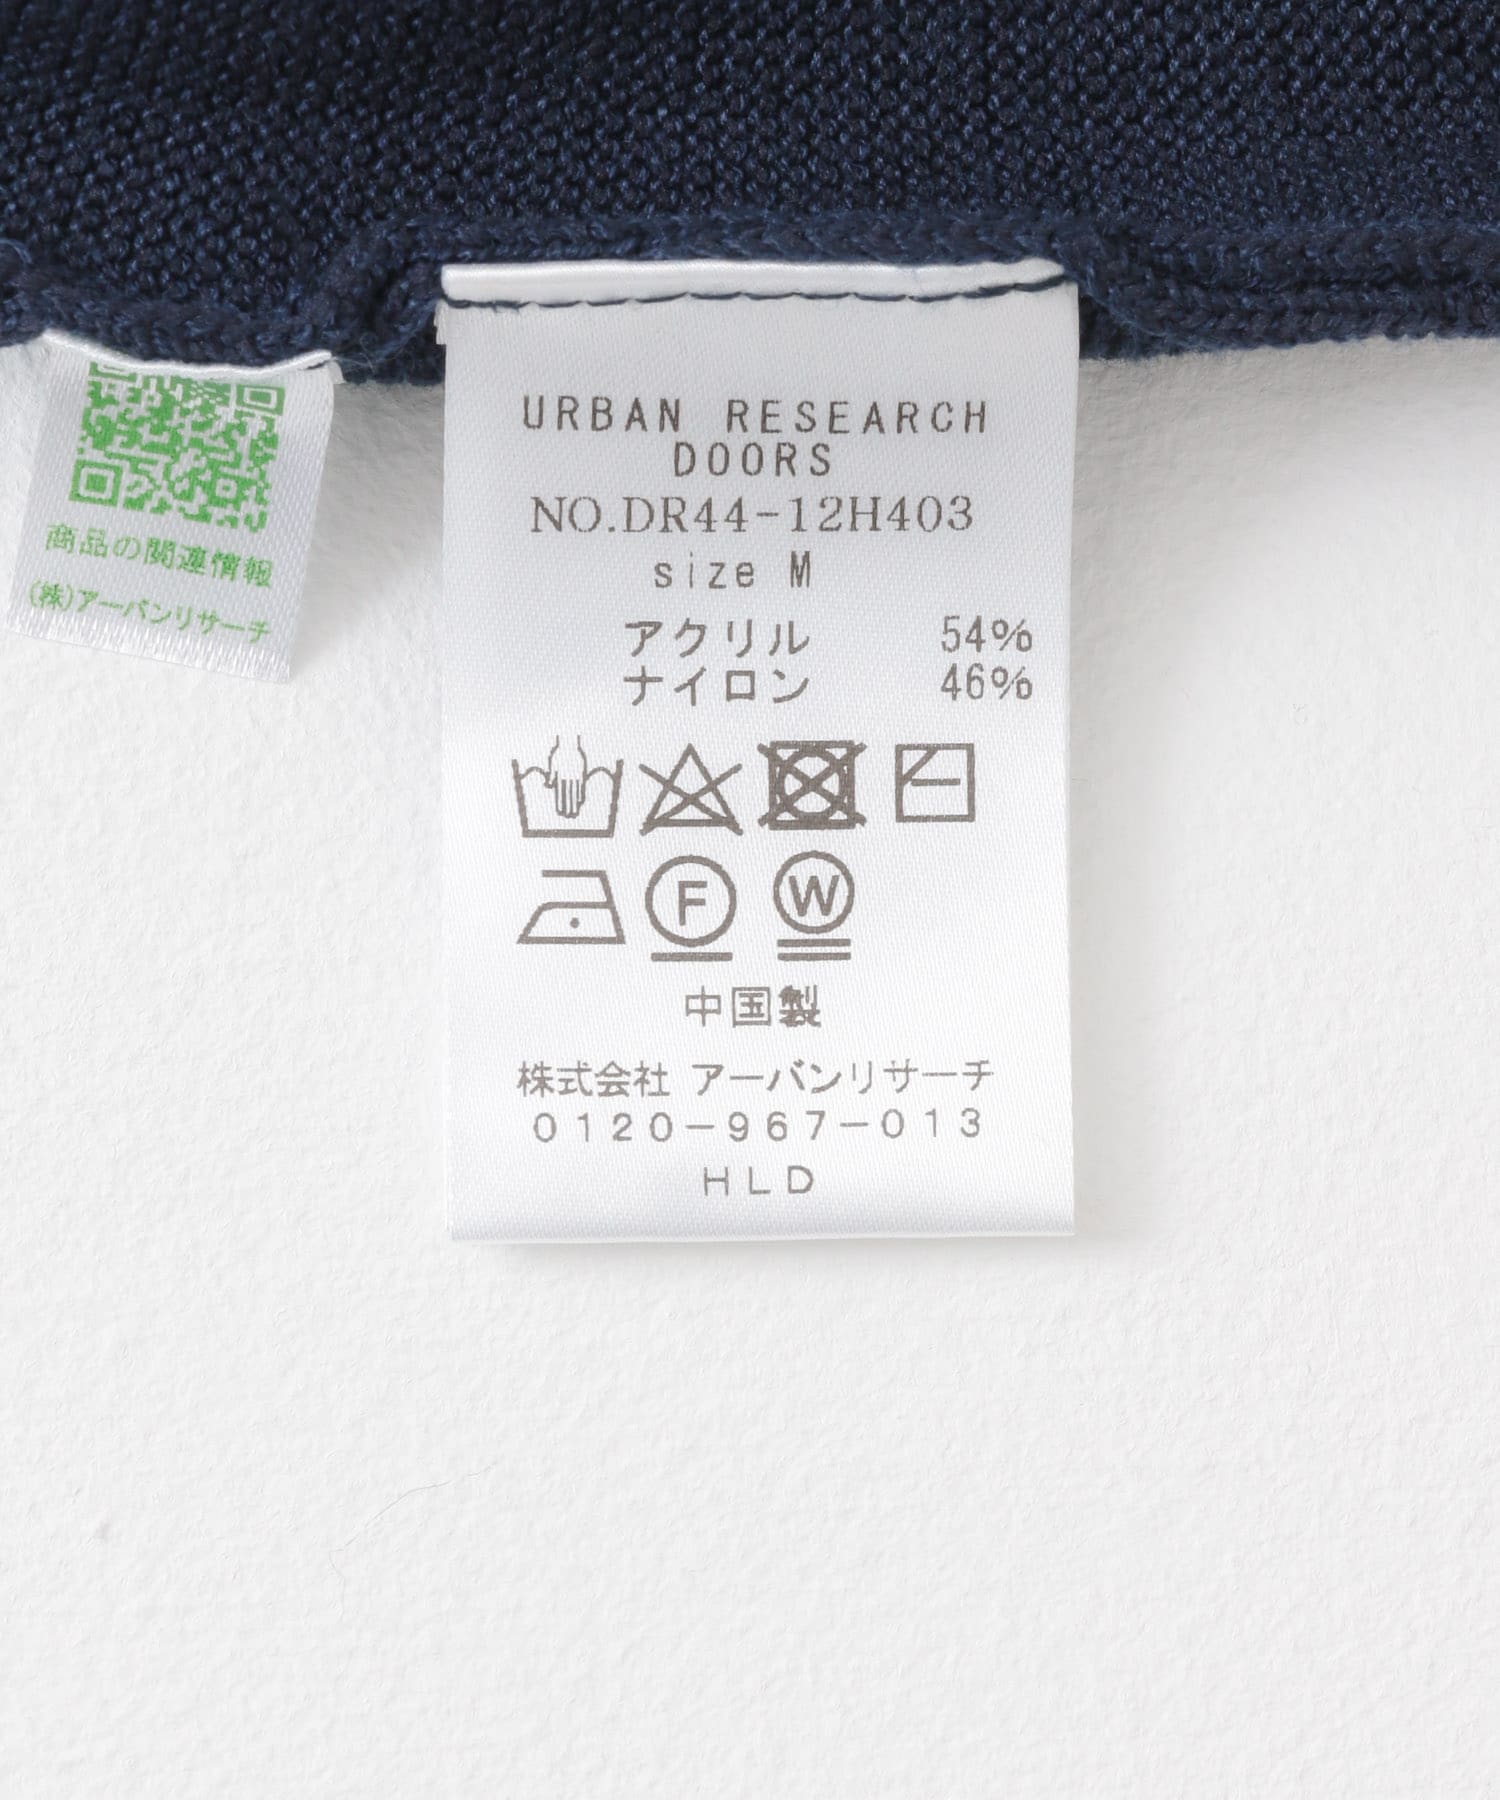 URBAN RESEARCH
DOORS
NO.DR44-12H403
size M
アクリル 54%
ナイロン 46%
F W
中国製
株式会社 アーバンリサーチ
0120-967-013
HLD
商品の関連情報
(株)アーバンリサーチ